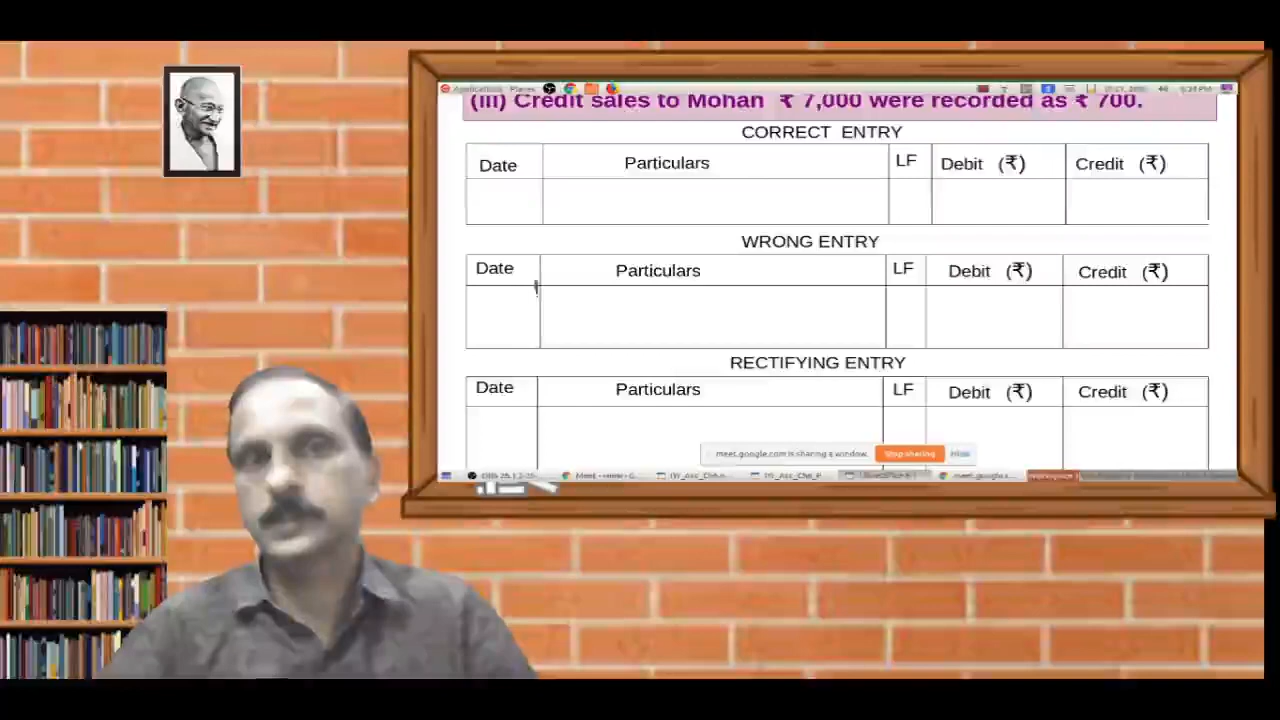 Applications Places
(iii) Credit sales to Mohan ₹ 7,000 were recorded as ₹ 700.
CORRECT ENTRY
Date Particulars LF Debit (₹) Credit (₹)
WRONG ENTRY
Date Particulars LF Debit (₹) Credit (₹)
RECTIFYING ENTRY
Date Particulars LF Debit (₹) Credit (₹)
meet.google.com is sharing a window. Stop sharing Hide